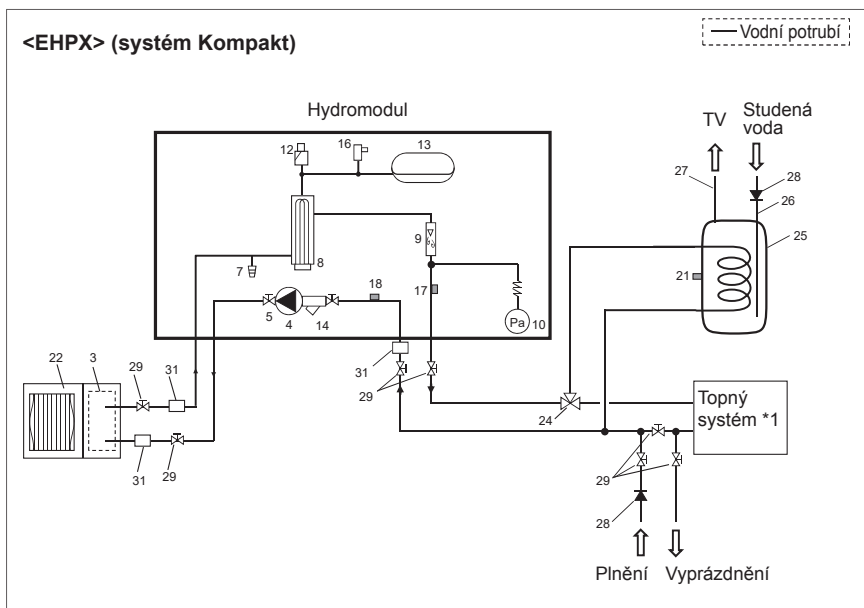 <EHPX> (systém Kompakt)
Vodní potrubí
Hydromodul
TV
Studená
voda
12
16
13
27
28
26
9
25
7
8
18
17
21
5
4
14
Pa
10
22
3
29
31
31
29
24
Topný
systém *1
31
29
29
28
Plnění
Vyprázdnění